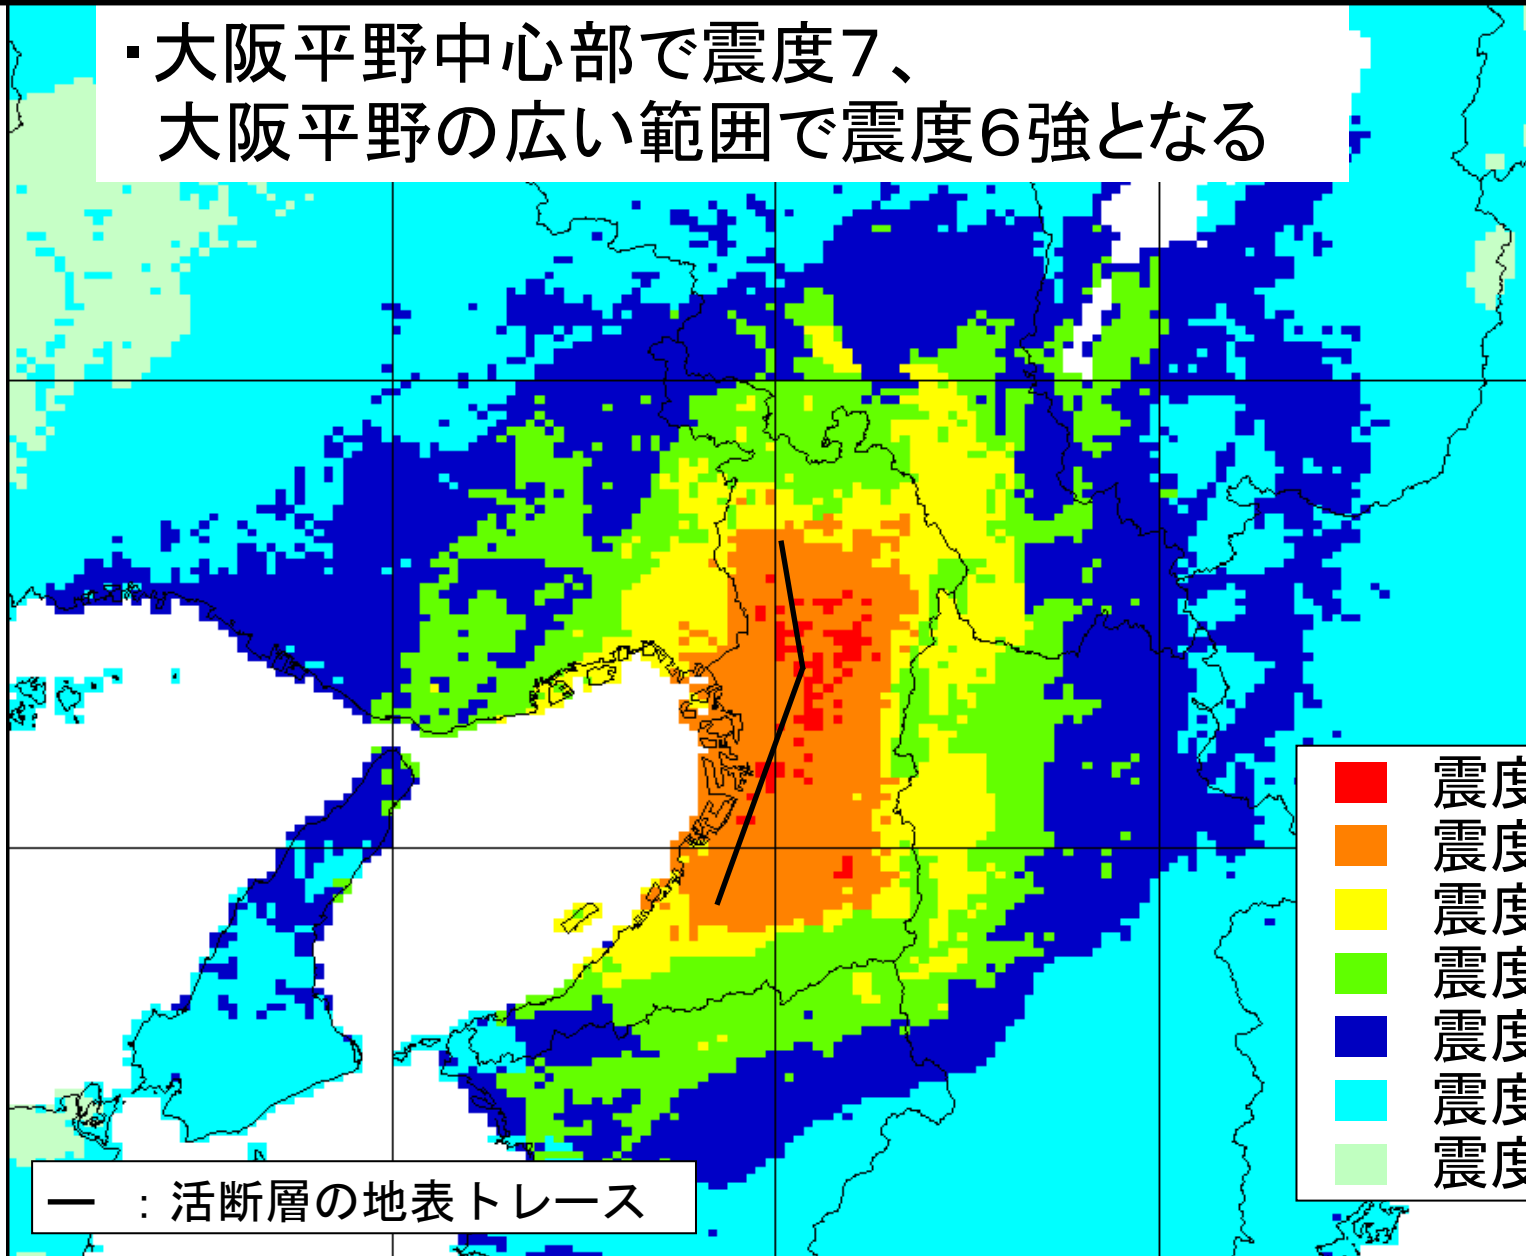 ・大阪平野中心部で震度7、
大阪平野の広い範囲で震度6強となる
震度
震度
震度
震度
震度
震度
震度
― ：活断層の地表トレース